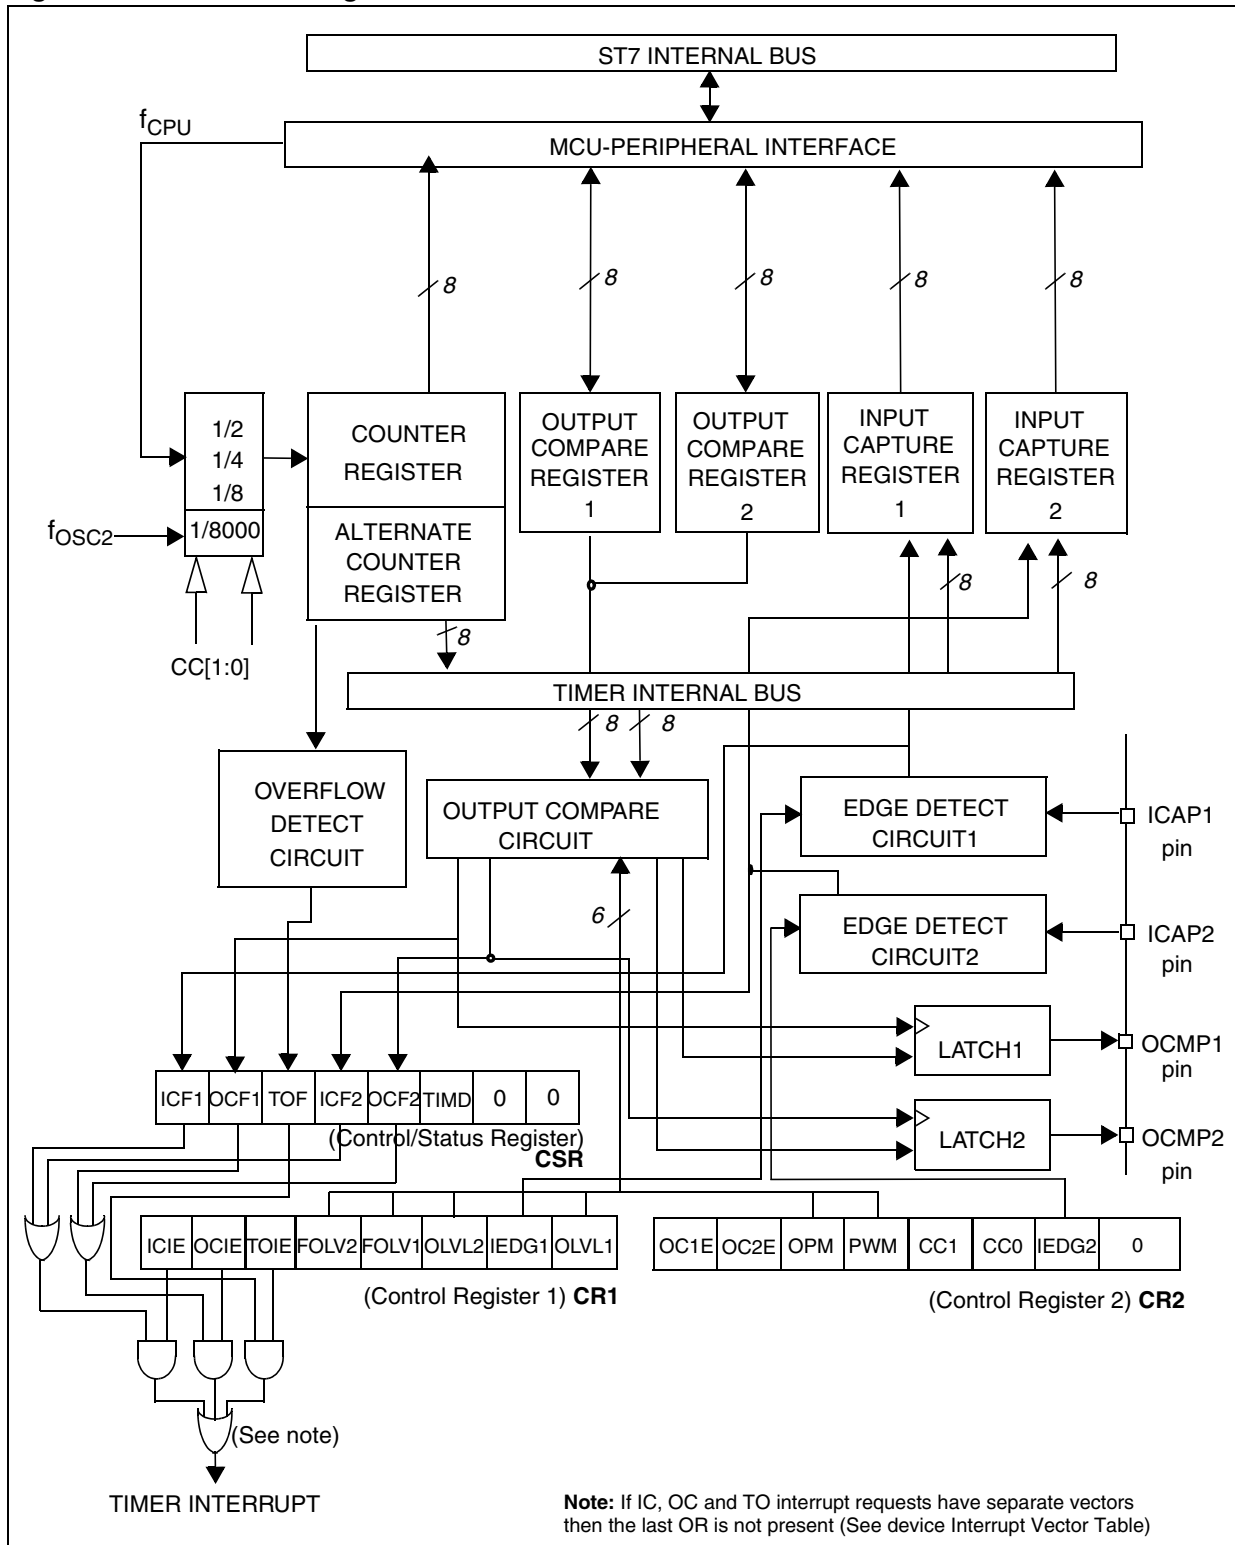 ST7 INTERNAL BUS
fCPU
MCU-PERIPHERAL INTERFACE
8
8
8
8
8
1/2
1/4
1/8
1/8000
fOSC2
CC[1:0]
COUNTER
REGISTER
ALTERNATE
COUNTER
REGISTER
OUTPUT
COMPARE
REGISTER
1
OUTPUT
COMPARE
REGISTER
2
INPUT
CAPTURE
REGISTER
1
INPUT
CAPTURE
REGISTER
2
8
8
8
TIMER INTERNAL BUS
8
8
OVERFLOW
DETECT
CIRCUIT
OUTPUT COMPARE
CIRCUIT
6
EDGE DETECT
CIRCUIT1
ICAP1
pin
EDGE DETECT
CIRCUIT2
ICAP2
pin
LATCH1
OCMP1
pin
LATCH2
OCMP2
pin
ICF1 OCF1 TOF ICF2 OCF2 TIMD 0 0
(Control/Status Register)
CSR
ICIE OCIE TOIE FOLV2 FOLV1 OLVL2 IEDG1 OLVL1
(Control Register 1) CR1
OC1E OC2E OPM PWM CC1 CC0 IEDG2 0
(Control Register 2) CR2
(See note)
TIMER INTERRUPT
Note: If IC, OC and TO interrupt requests have separate vectors
then the last OR is not present (See device Interrupt Vector Table)